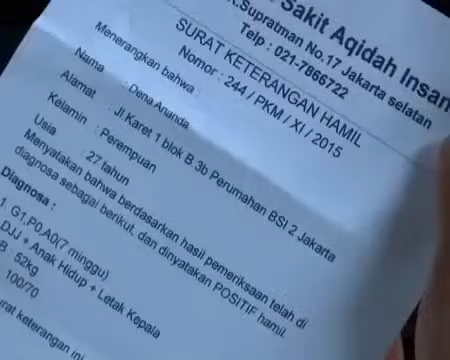 Sakit Aqidah Insan
.Supratman No.17 Jakarta selatan
Telp : 021-7866722
SURAT KETERANGAN HAMIL
Nomor : 244 / PKM / XI / 2015
Menerangkan bahwa :
Nama : Dena Ananda
Alamat : Jl.Karet 1 blok B.3b Perumahan BSI 2 Jakarta
Kelamin : Perempuan
Usia : 27 tahun
Menyatakan bahwa berdasarkan hasil pemeriksaan telah di
diagnosa sebagai berikut, dan dinyatakan POSITIF hamil.
Diagnosa :
1 G1.P0.A0(7 minggu)
DJJ + Anak Hidup + Letak Kepala
B 52kg
100/70
urat keterangan ini